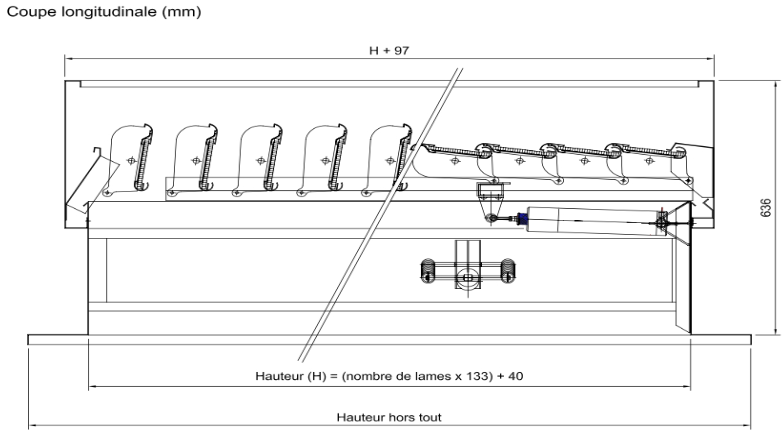 Coupe longitudinale (mm)
H + 97
636
Hauteur (H) = (nombre de lames x 133) + 40
Hauteur hors tout